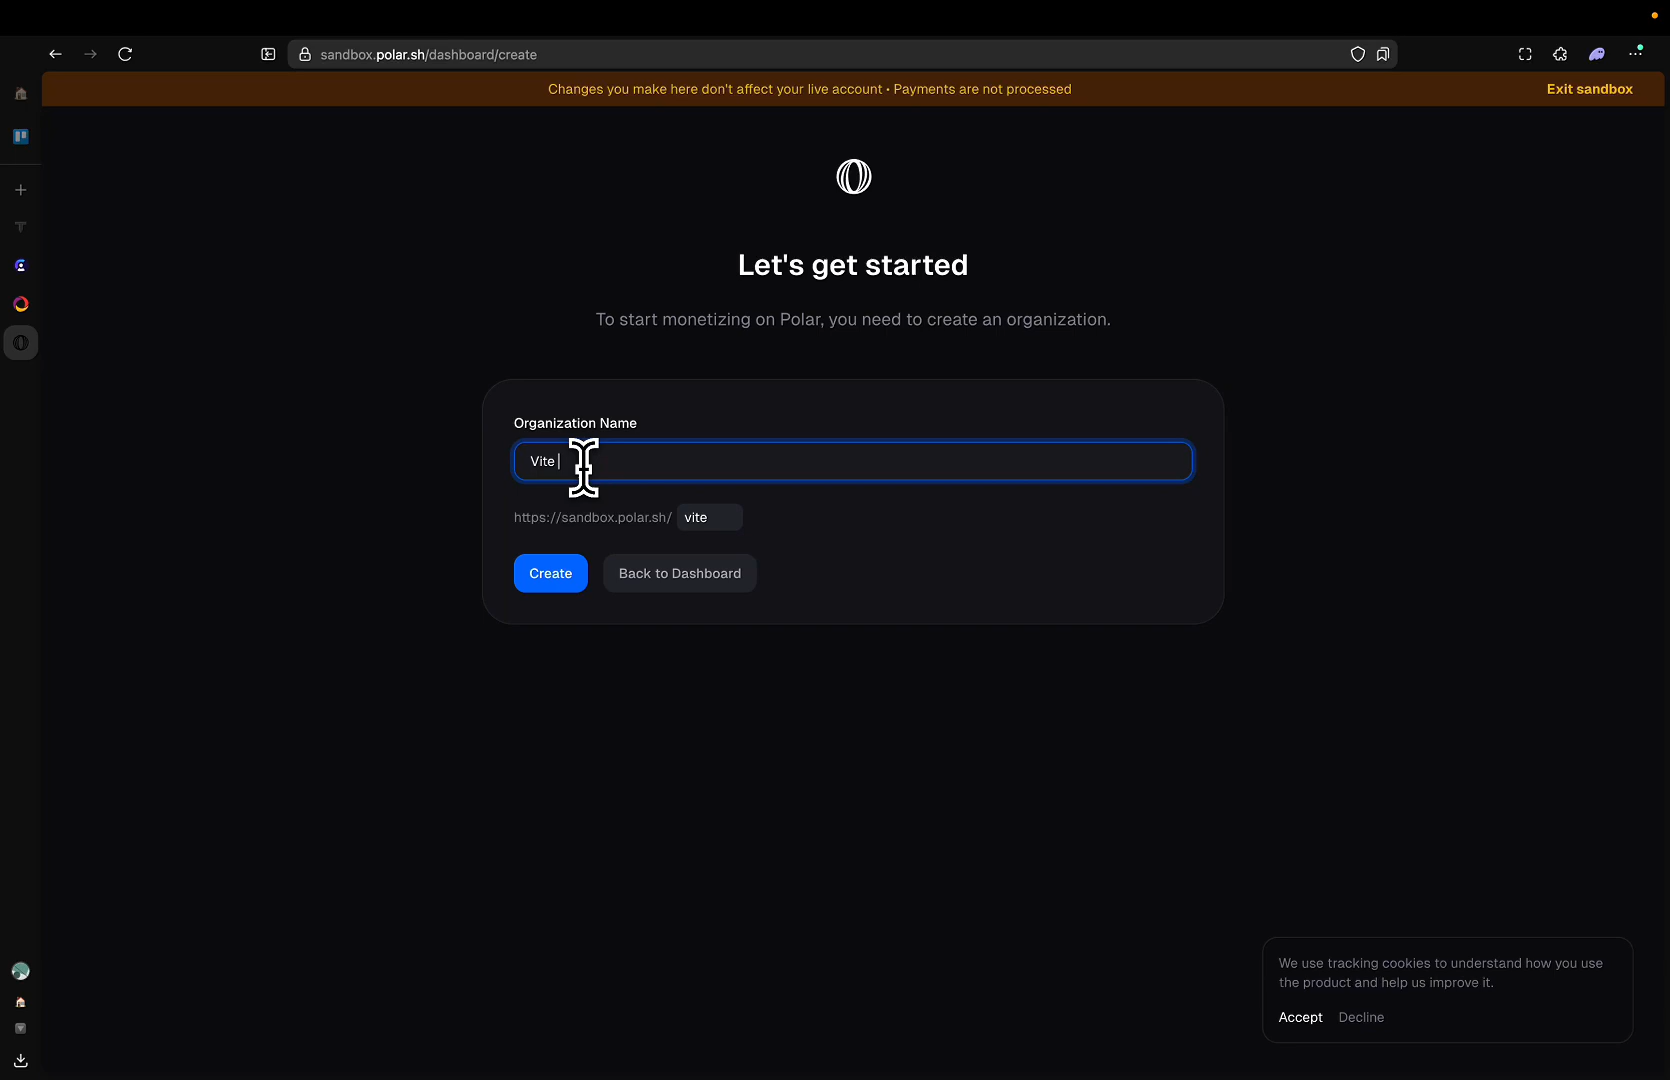 sandbox.polar.sh/dashboard/create
Changes you make here don't affect your live account • Payments are not processed
Exit sandbox
Let's get started
To start monetizing on Polar, you need to create an organization.
Organization Name
Vite
https://sandbox.polar.sh/ vite
Create
Back to Dashboard
We use tracking cookies to understand how you use
the product and help us improve it.
Accept
Decline